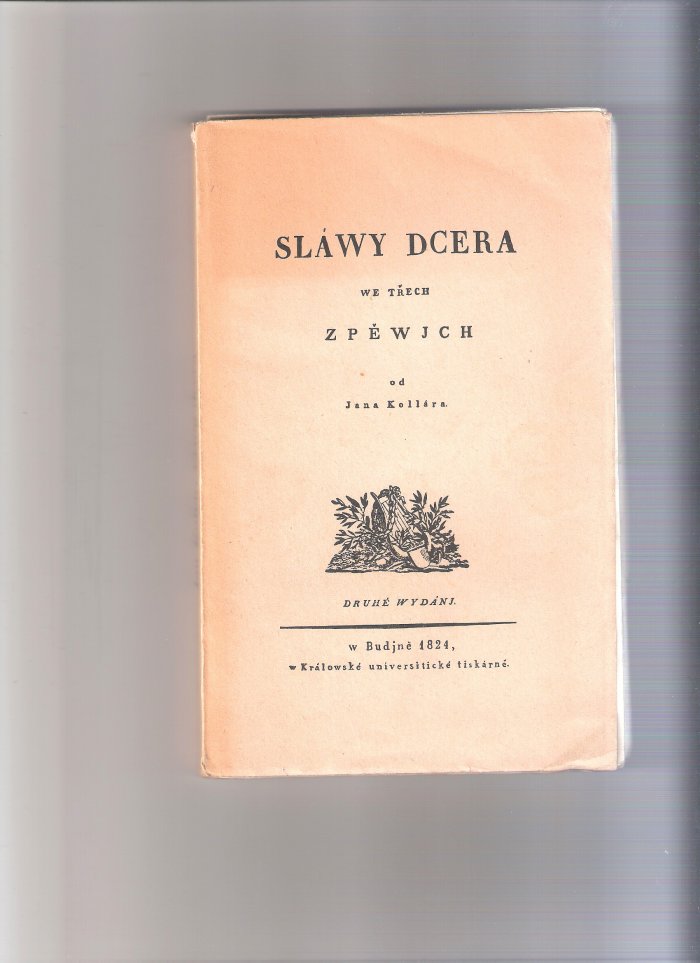 SLÁWY DCERA
WE TŘECH
ZPĚWJCH
od
Jana Kollára.
DRUHÉ WYDÁNJ.
w Budjně 1824,
w Králowské universitické tiskárně.